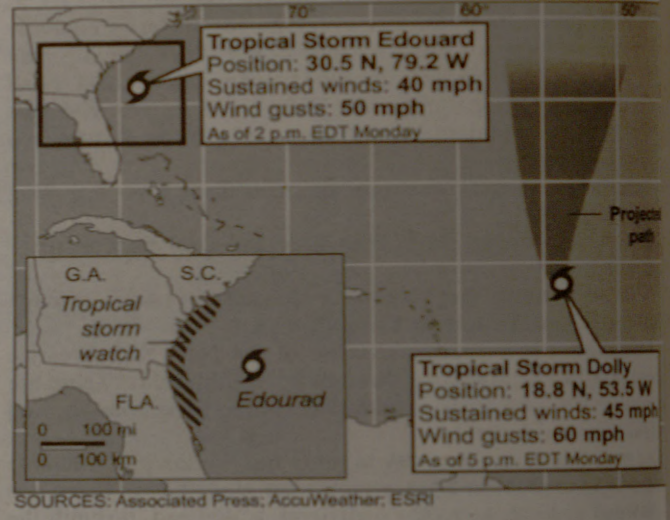 70°
60°
50°
Tropical Storm Edouard
Position: 30.5 N, 79.2 W
Sustained winds: 40 mph
Wind gusts: 50 mph
As of 2 p.m. EDT Monday
Projected
path
G.A.
S.C.
Tropical
storm
watch
FLA.
Edourad
0 100 mi
0 100 km
Tropical Storm Dolly
Position: 18.8 N, 53.5 W
Sustained winds: 45 mph
Wind gusts: 60 mph
As of 5 p.m. EDT Monday
SOURCES: Associated Press; AccuWeather; ESRI